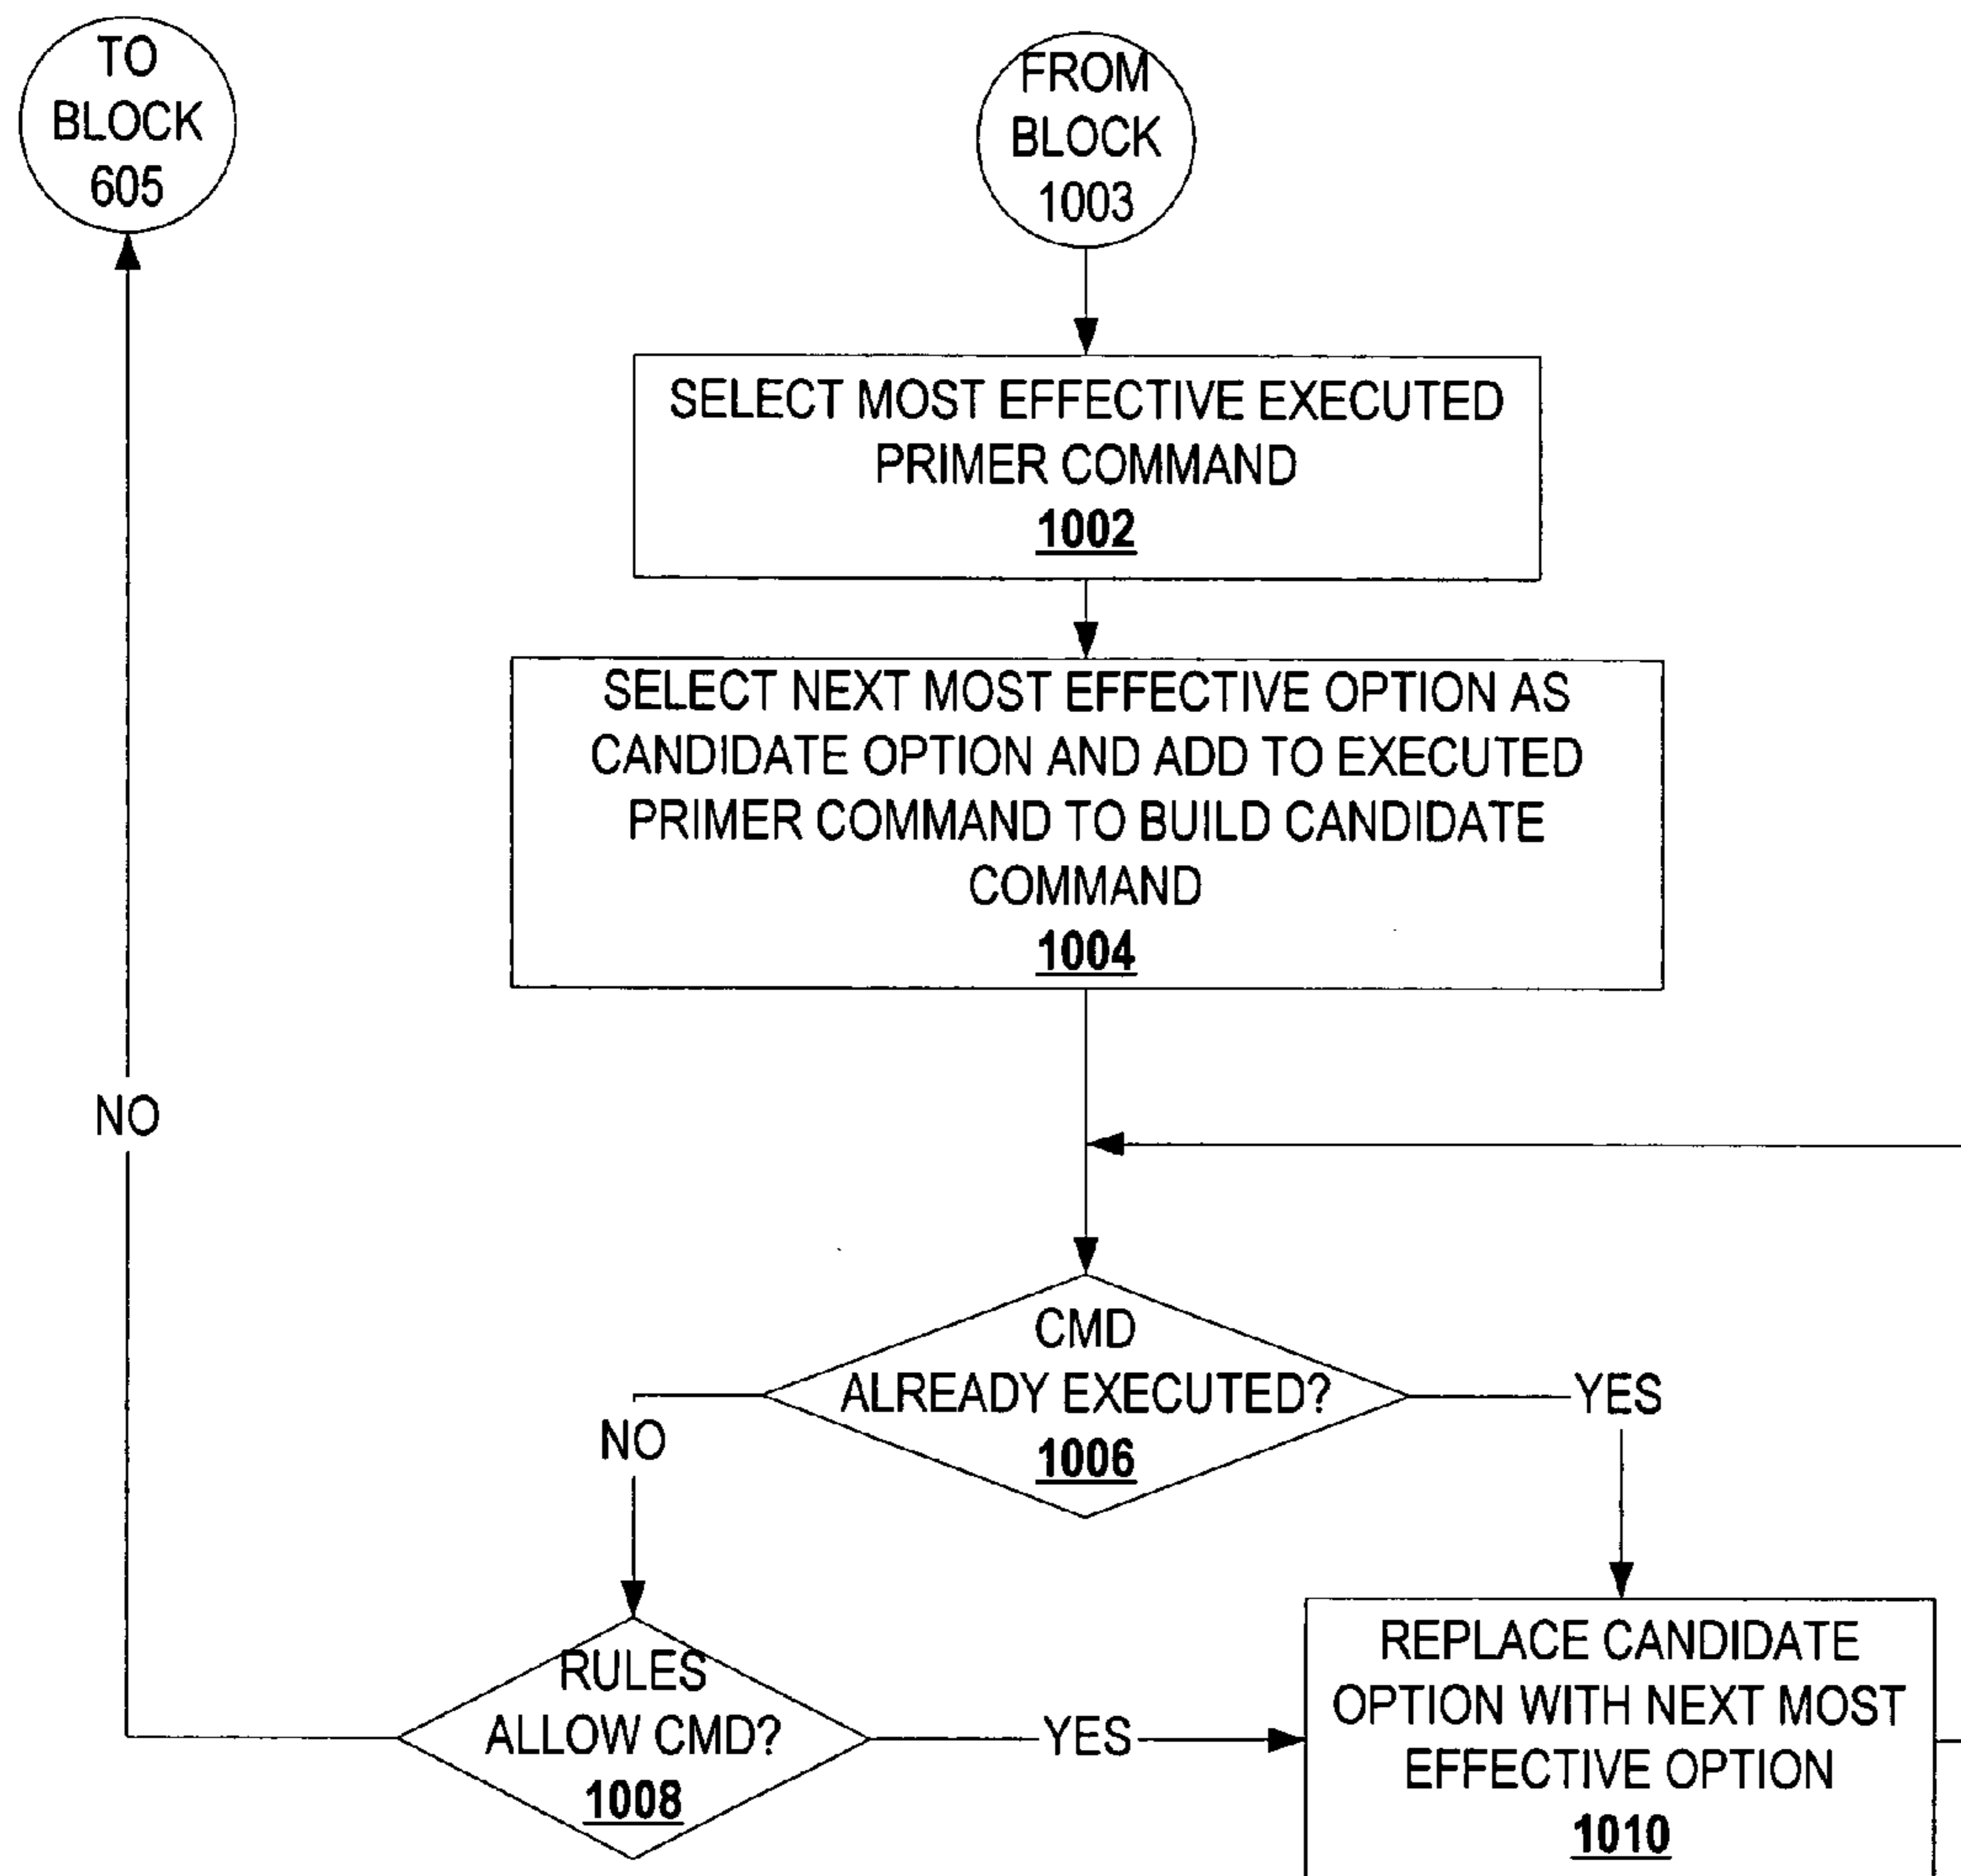 TO
BLOCK
605
FROM
BLOCK
1003
SELECT MOST EFFECTIVE EXECUTED
PRIMER COMMAND
1002
SELECT NEXT MOST EFFECTIVE OPTION AS
CANDIDATE OPTION AND ADD TO EXECUTED
PRIMER COMMAND TO BUILD CANDIDATE
COMMAND
1004
NO
CMD
ALREADY EXECUTED?
1006
YES
NO
RULES
ALLOW CMD?
1008
YES
REPLACE CANDIDATE
OPTION WITH NEXT MOST
EFFECTIVE OPTION
1010